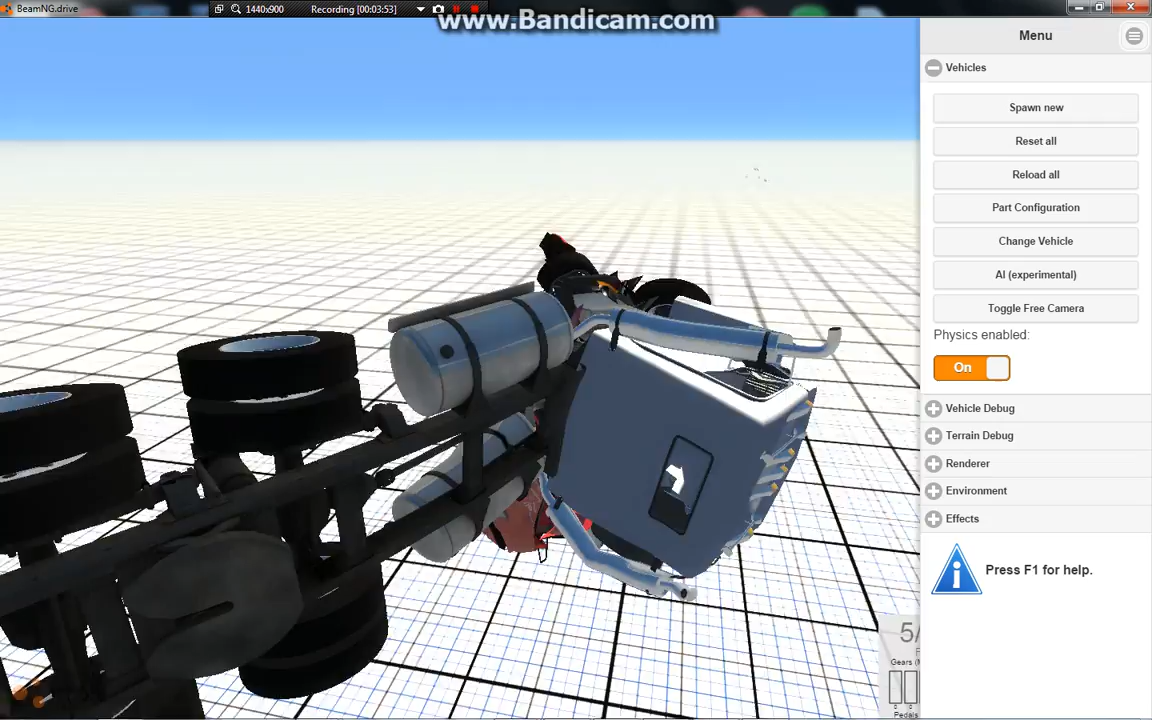 BeamNG.drive
1440x900
Recording [00:03:53]
www.Bandicam.com
Menu
Vehicles
Spawn new
Reset all
Reload all
Part Configuration
Change Vehicle
AI (experimental)
Toggle Free Camera
Physics enabled:
On
Vehicle Debug
Terrain Debug
Renderer
Environment
Effects
Press F1 for help.
5/
Gears (
Pedals